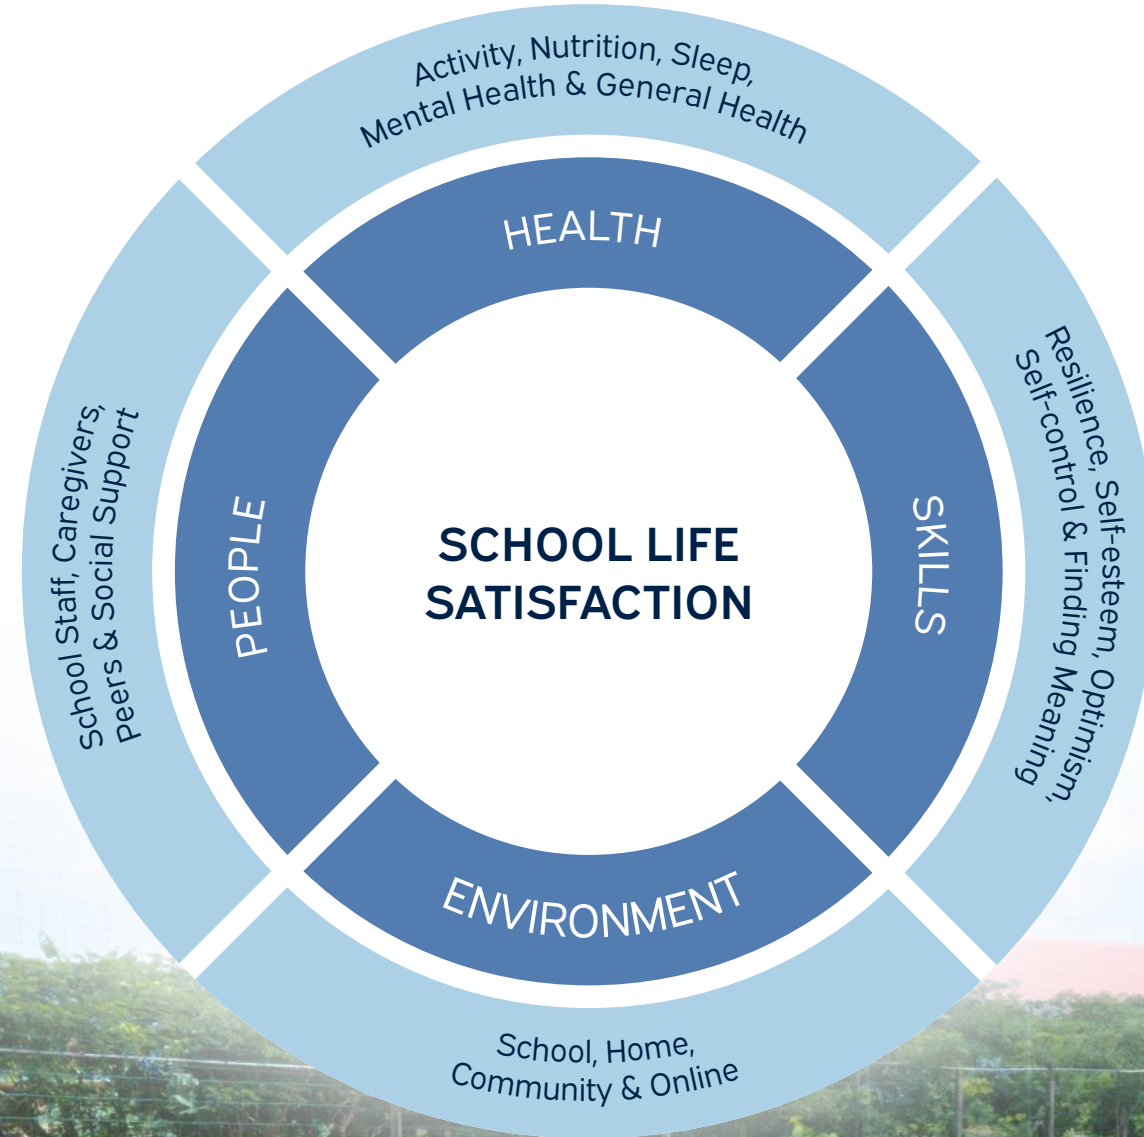 Activity, Nutrition, Sleep,
Mental Health & General Health
HEALTH
Resilience, Self-esteem, Optimism,
Self-control & Finding Meaning
,
SKILLS
SCHOOL LIFE
SATISFACTION
PEOPLE
School Staff, Caregivers,
Peers & Social Support
ENVIRONMENT
School, Home,
Community & Online